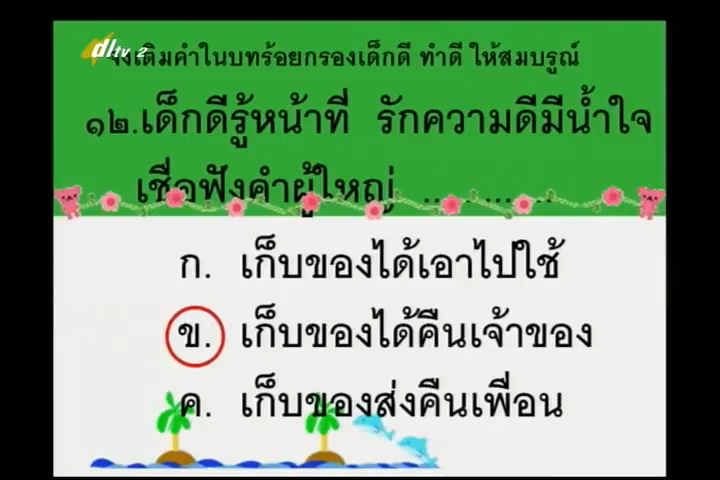 dltv 2
จงเติมคำในบทร้อยกรองเด็กดี ทำดี ให้สมบรูณ์
๑๒.เด็กดีรู้หน้าที่ รักความดีมีน้ำใจ
เชื่อฟังคำผู้ใหญ่ ............
ก. เก็บของได้เอาไปใช้
ข. เก็บของได้คืนเจ้าของ
ค. เก็บของส่งคืนเพื่อน